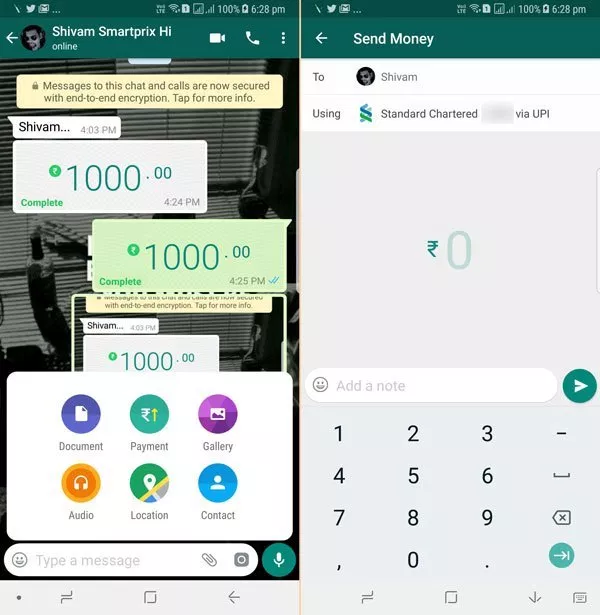 VoLTE 100% 6:28 pm
Shivam Smartprix Hi
online
Messages to this chat and calls are now secured
with end-to-end encryption. Tap for more info.
Shivam... 4:03 PM
₹ 1000.00
4:24 PM
Complete
₹ 1000.00
Complete 4:25 PM
Messages to this chat and calls are now secured
with end-to-end encryption. Tap for more info.
Shivam... 4:03 PM
₹ 1000.00
Document Payment Gallery
Audio Location Contact
Type a message
VoLTE 100% 6:28 pm
Send Money
To Shivam
Using Standard Chartered via UPI
₹ 0
Add a note
1 2 3 -
4 5 6
7 8 9
, 0 .